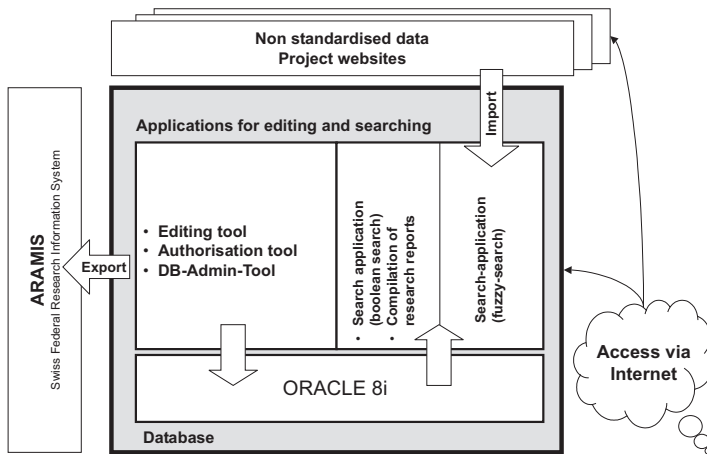 Non standardised data
Project websites
Import
Applications for editing and searching
ARAMIS
Swiss Federal Research Information System
Export
• Editing tool
• Authorisation tool
• DB-Admin-Tool
• Search application
(boolean search)
• Compilation of
research reports
Search-application
(fuzzy-search)
ORACLE 8i
Database
Access via
Internet